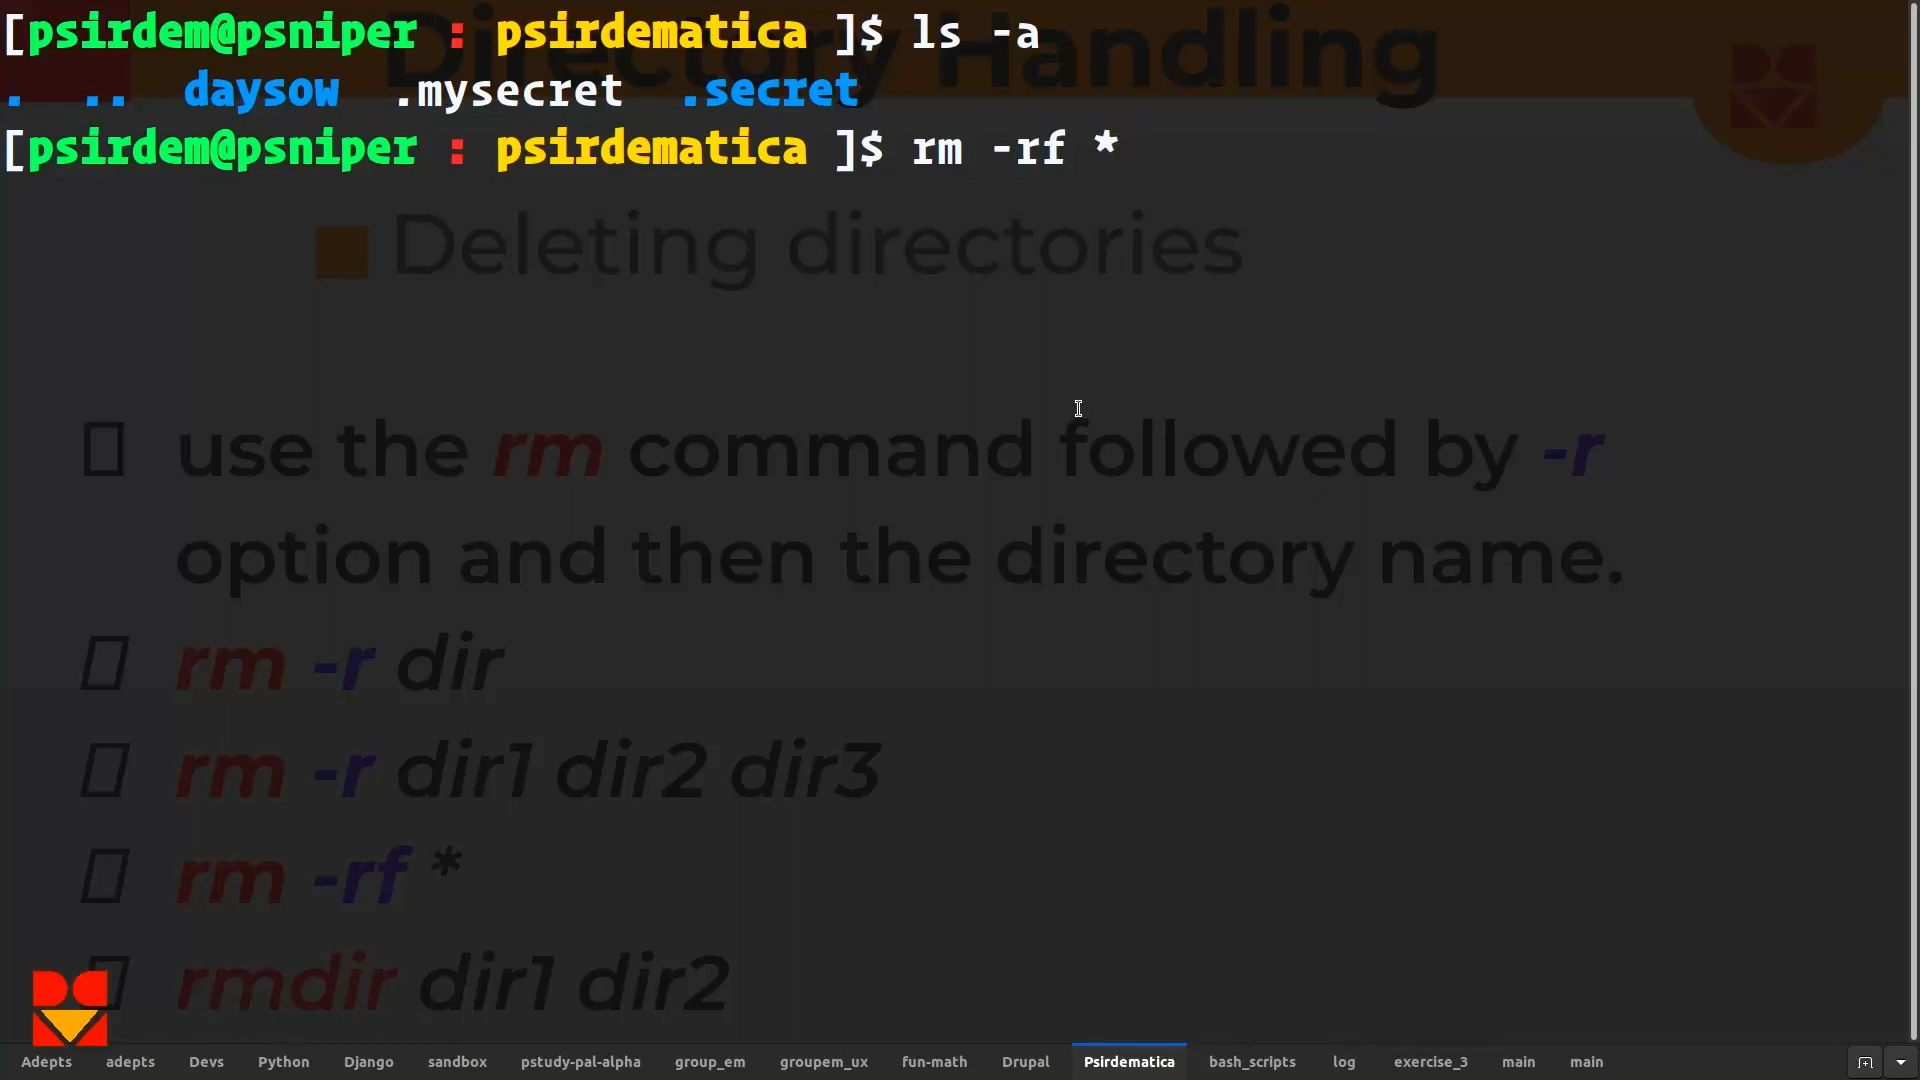 Directory Handling
[psirdem@psniper : psirdematica ]$ ls -a
. .. daysow .mysecret .secret
[psirdem@psniper : psirdematica ]$ rm -rf *
Deleting directories
use the rm command followed by -r
option and then the directory name.
rm -r dir
rm -r dir1 dir2 dir3
rm -rf *
rmdir dir1 dir2
Adepts adepts Devs Python Django sandbox pstudy-pal-alpha group_em groupem_ux fun-math Drupal Psirdematica bash_scripts log exercise_3 main main